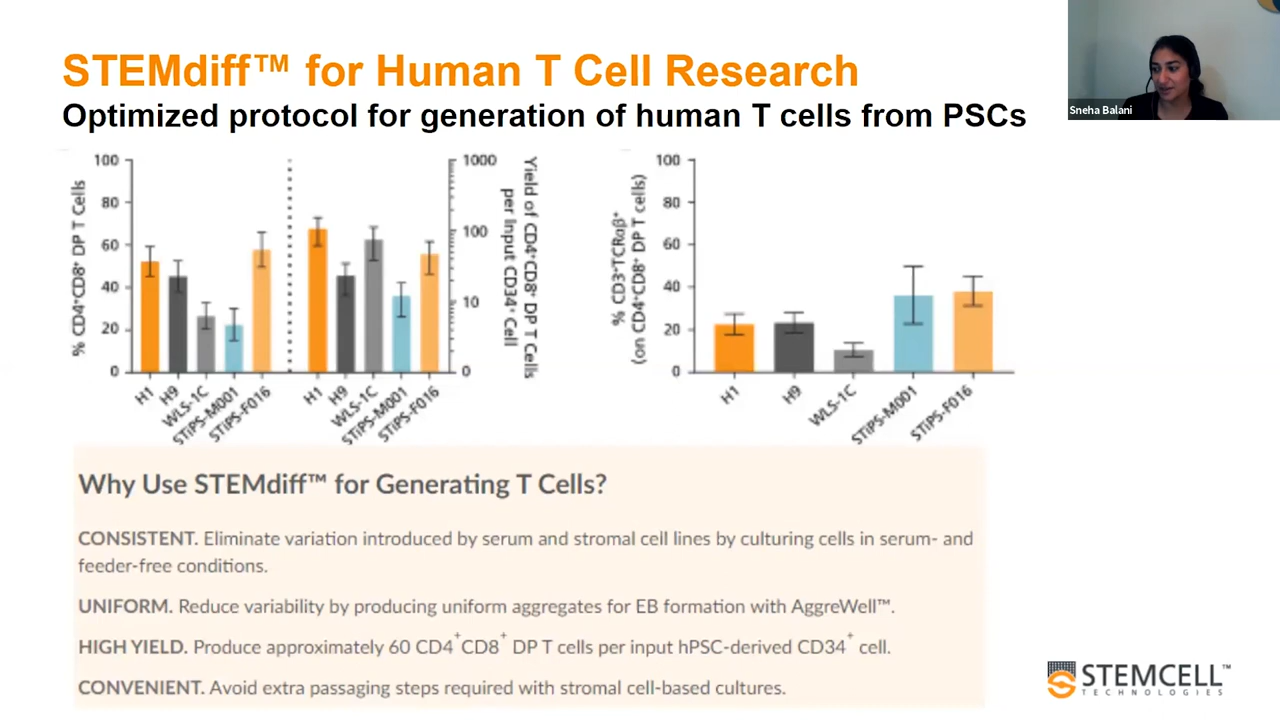 STEMdiff™ for Human T Cell Research
Optimized protocol for generation of human T cells from PSCs
Sneha Balani
% CD4⁺CD8⁺ DP T Cells
100
80
60
40
20
0
H1
H9
WLS-1C
STiPS-M001
STiPS-F016
H1
H9
WLS-1C
STiPS-M001
STiPS-F016
1000
100
10
0
Yield of CD4⁺CD8⁺ DP T Cells
per Input CD34⁺ Cell
% CD3⁺TCRαβ⁺
(on CD4⁺CD8⁺ DP T cells)
100
80
60
40
20
0
H1
H9
WLS-1C
STiPS-M001
STiPS-F016
Why Use STEMdiff™ for Generating T Cells?
CONSISTENT. Eliminate variation introduced by serum and stromal cell lines by culturing cells in serum- and
feeder-free conditions.
UNIFORM. Reduce variability by producing uniform aggregates for EB formation with AggreWell™.
HIGH YIELD. Produce approximately 60 CD4⁺CD8⁺ DP T cells per input hPSC-derived CD34⁺ cell.
CONVENIENT. Avoid extra passaging steps required with stromal cell-based cultures.
STEMCELL™
TECHNOLOGIES